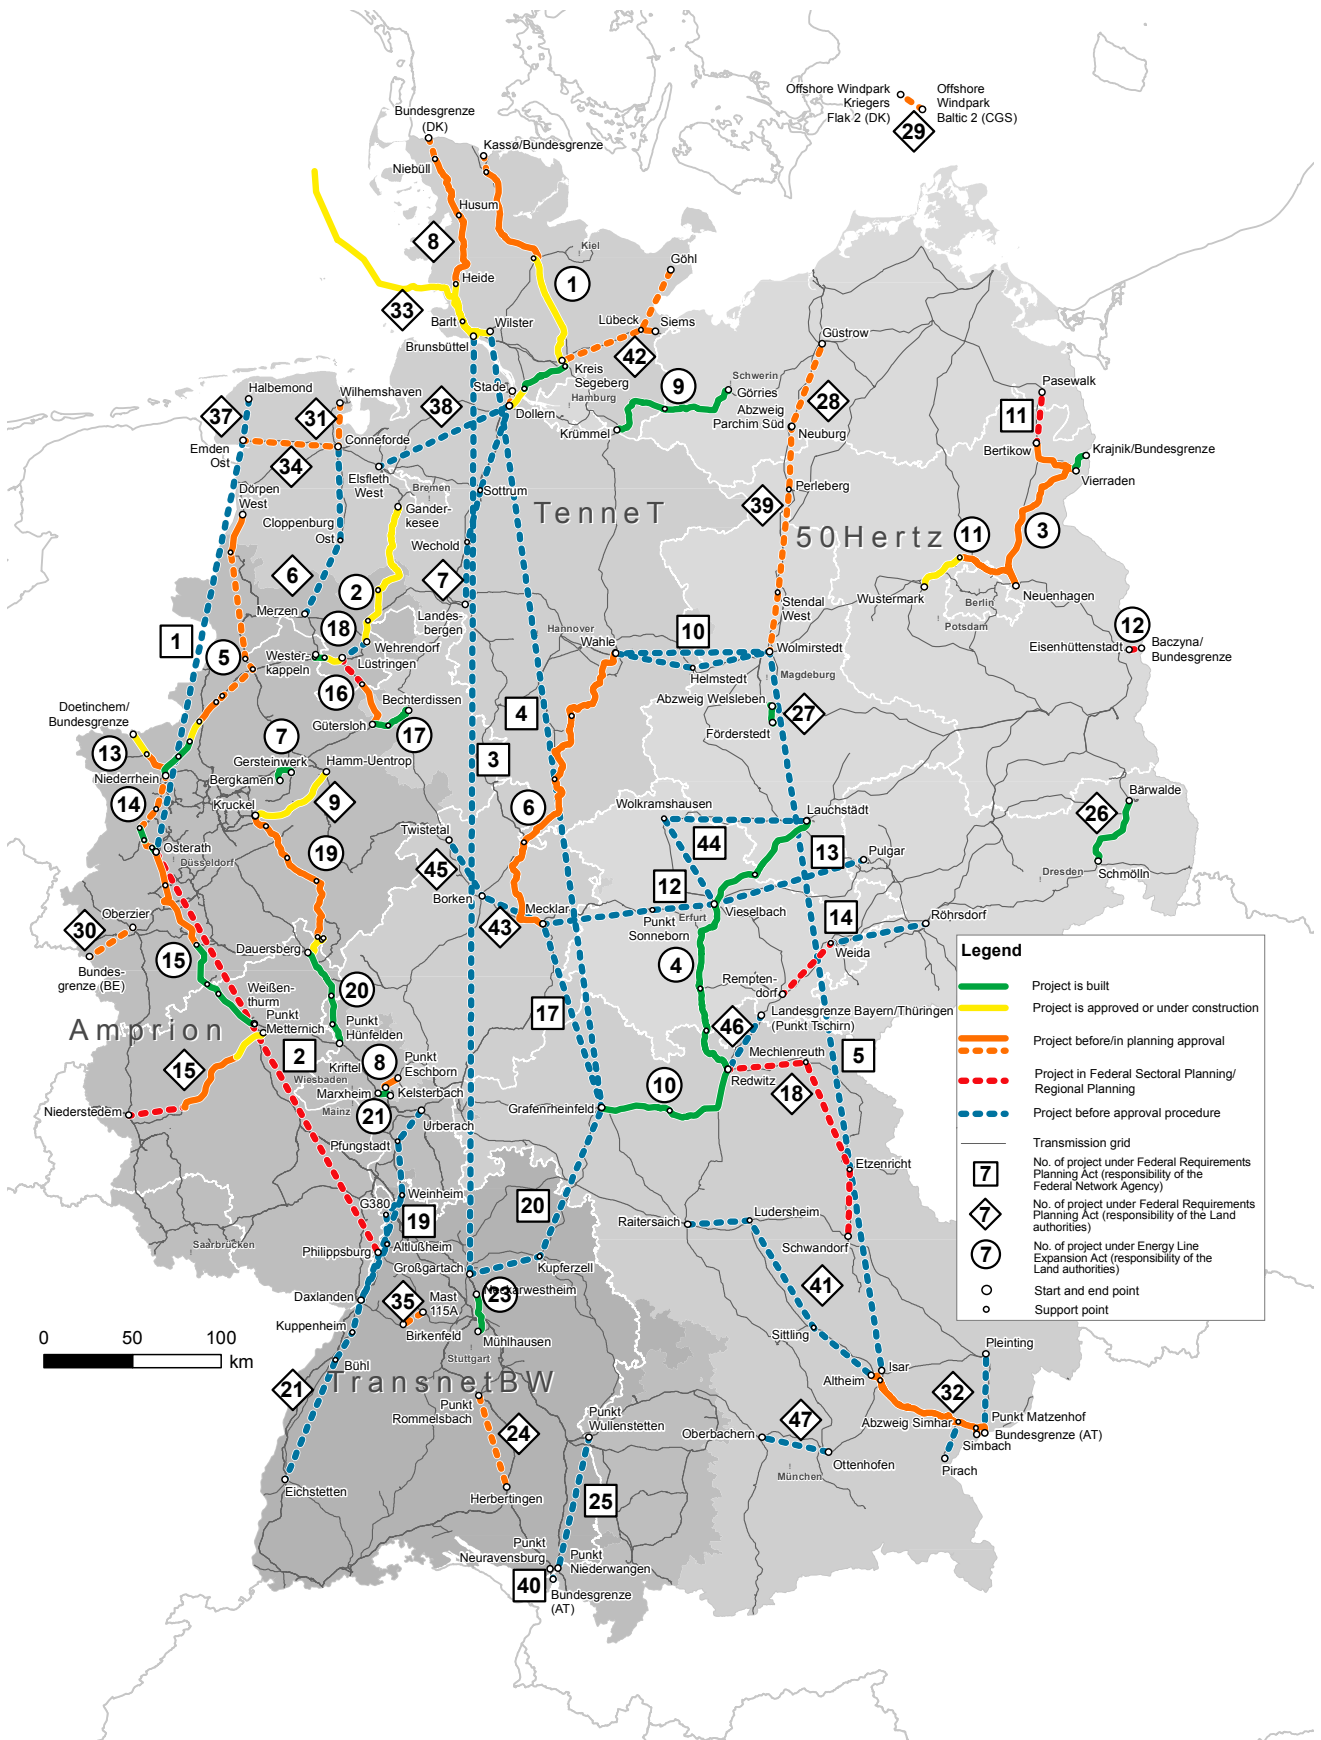 Offshore Windpark
Kriegers
Flak 2 (DK)
Offshore
Windpark
Baltic 2 (CGS)
29
Bundesgrenze
(DK)
Kassø/Bundesgrenze
Niebüll
Husum
8
Kiel
Göhl
1
Heide
33
Barlt
Wilster
Brunsbüttel
Lübeck
Siems
42
Güstrow
Kreis
Segeberg
Hamburg
Stade
Dollern
9
Schwerin
Görries
Abzweig
Parchim Süd
Krümmel
28
Neuburg
Pasewalk
11
Bertikow
Krajnik/Bundesgrenze
Vierraden
Halbemond
Wilhemshaven
37
31
38
Conneforde
Emden
Ost
34
Elsfleth
West
Bremen
Dörpen
West
Sottrum
TenneT
Perleberg
39
50Hertz
11
3
Gander-
kesee
Cloppenburg
Ost
Wechold
6
7
2
Landes-
bergen
Merzen
18
Stendal
West
Wustermark
Berlin
Neuenhagen
Potsdam
12
Baczyna/
Bundesgrenze
Eisenhüttenstadt
1
5
Wester-
kappeln
Wehrendorf
Lüstringen
16
Hannover
Wahle
10
Wolmirstedt
Helmstedt
Magdeburg
Bechterdissen
Gütersloh
17
4
Abzweig Welsleben
27
Förderstedt
Doetinchem/
Bundesgrenze
13
7
3
Gersteinwerk
Hamm-Uentrop
Niederrhein
Bergkamen
9
14
Kruckel
6
Wolkramshausen
Lauchstädt
Bärwalde
26
Twistetal
44
13
Pulgar
Osterath
Düsseldorf
19
45
Dresden
Schmölln
Borken
12
Oberzier
30
43
Mecklar
Punkt
Sonneborn
Erfurt
Vieselbach
14
Röhrsdorf
Weida
Bundes-
grenze (BE)
15
Dauersberg
4
Rempten-
dorf
Weißen-
thurm
20
Punkt
Metternich
Amprion
2
Punkt
Hünfelden
17
46
Landesgrenze Bayern/Thüringen
(Punkt Tschirn)
Mechlenreuth
5
15
Kriftel
8
Punkt
Eschborn
Wiesbaden
Redwitz
18
Niederstedem
Marxheim
Kelsterbach
Mainz
21
Grafenrheinfeld
10
Urberach
Pfungstadt
Etzenricht
Weinheim
G380
19
20
Raitersaich
Ludersheim
Saarbrücken
Philippsburg
Altlußheim
Schwandorf
Großgartach
Kupferzell
Daxlanden
35
Mast
115A
Neckarwestheim
23
41
Kuppenheim
Birkenfeld
Mühlhausen
Sittling
Pleinting
Stuttgart
Bühl
21
TransnetBW
Isar
Altheim
32
Punkt
Rommelsbach
Punkt
Wullenstetten
24
47
Oberbachern
Abzweig Simhar
Punkt Matzenhof
Bundesgrenze (AT)
Simbach
Pirach
Ottenhofen
München
Eichstetten
Herbertingen
25
Punkt
Neuravensburg
Punkt
Niederwangen
40
Bundesgrenze
(AT)
0 50 100
km
Legend
Project is built
Project is approved or under construction
Project before/in planning approval
Project in Federal Sectoral Planning/
Regional Planning
Project before approval procedure
Transmission grid
7
No. of project under Federal Requirements
Planning Act (responsibility of the
Federal Network Agency)
7
No. of project under Federal Requirements
Planning Act (responsibility of the Land
authorities)
7
No. of project under Energy Line
Expansion Act (responsibility of the
Land authorities)
Start and end point
Support point